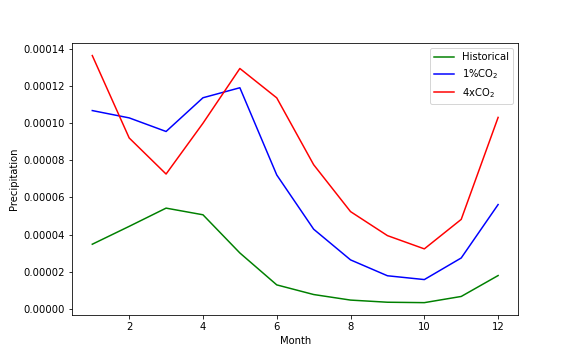 0.00014
0.00012
0.00010
0.00008
0.00006
0.00004
0.00002
0.00000
Precipitation
2 4 6 8 10 12
Month
Historical
1%CO₂
4xCO₂